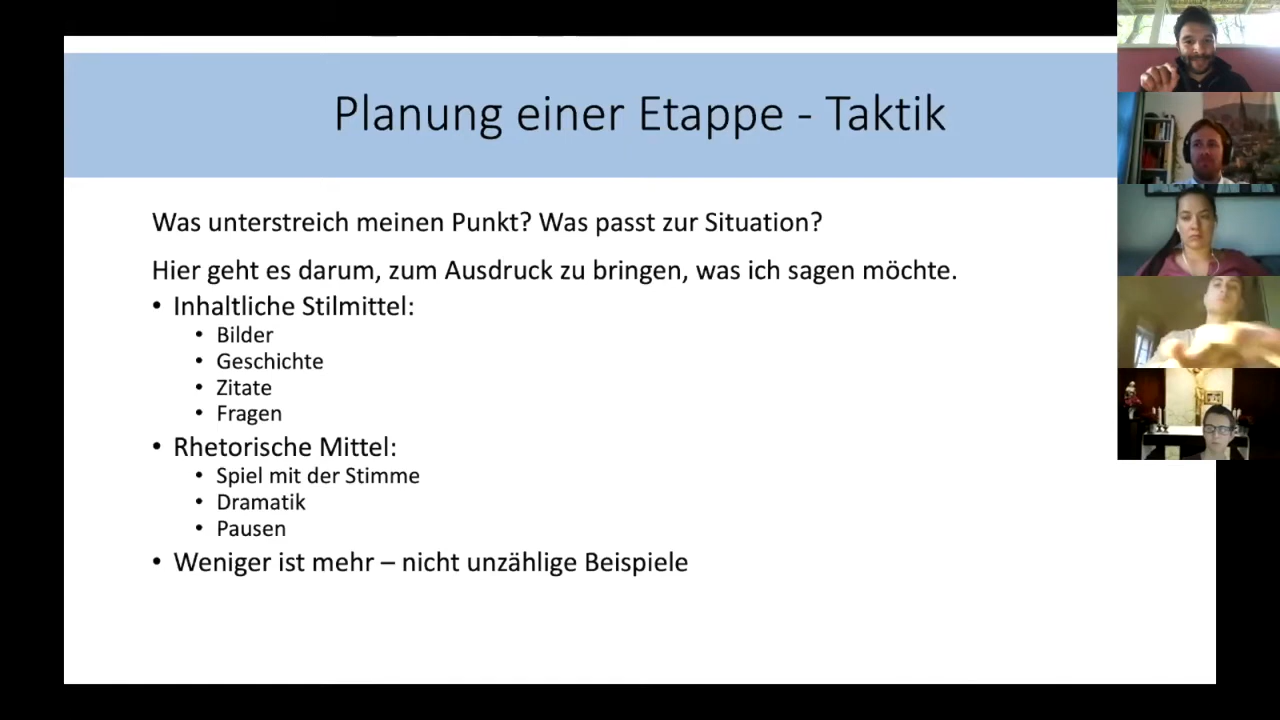 Planung einer Etappe - Taktik
Was unterstreich meinen Punkt? Was passt zur Situation?
Hier geht es darum, zum Ausdruck zu bringen, was ich sagen möchte.
• Inhaltliche Stilmittel:
• Bilder
• Geschichte
• Zitate
• Fragen
• Rhetorische Mittel:
• Spiel mit der Stimme
• Dramatik
• Pausen
• Weniger ist mehr – nicht unzählige Beispiele